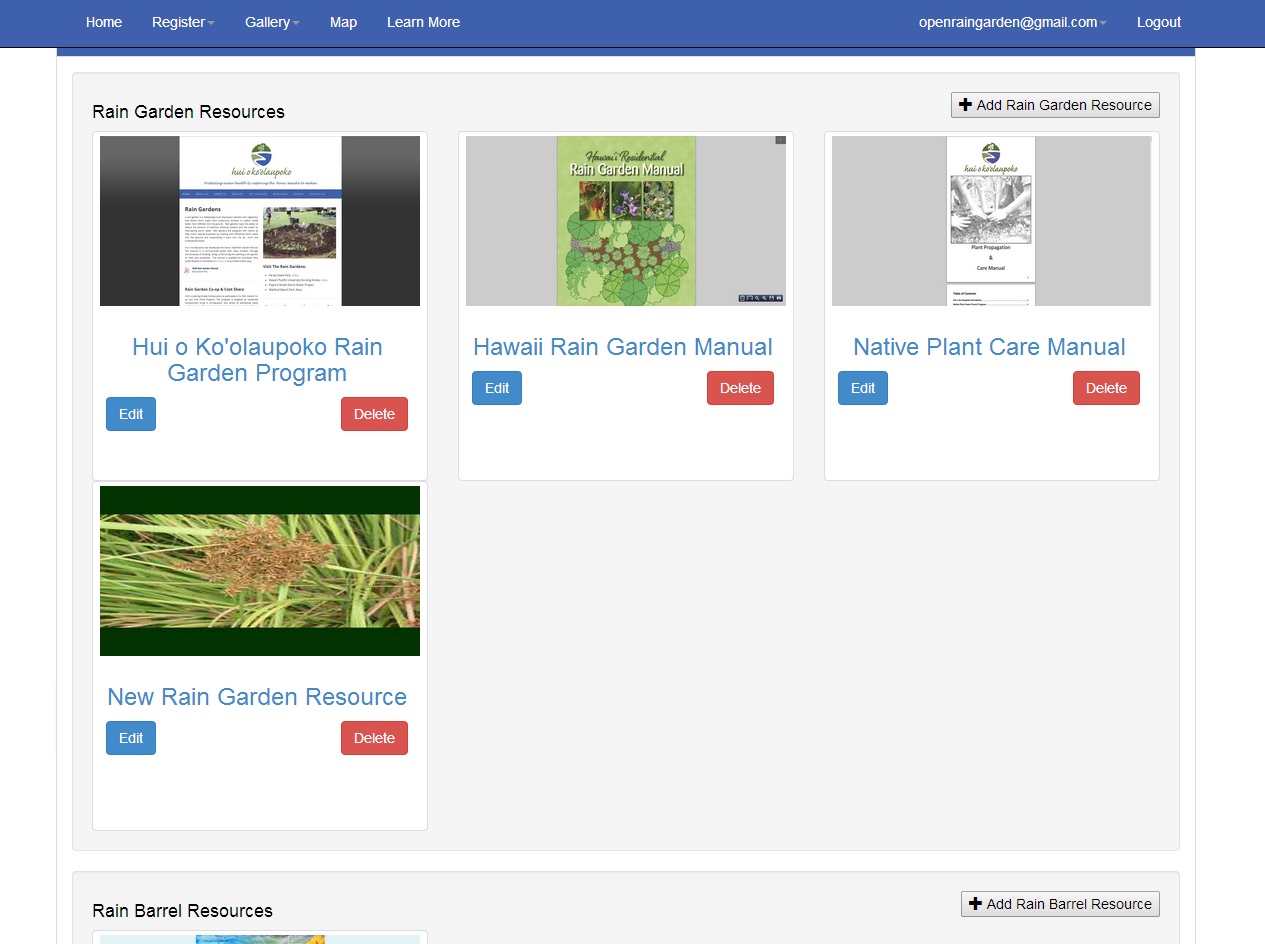 Home Register Gallery Map Learn More openraingarden@gmail.com Logout
Rain Garden Resources
Add Rain Garden Resource
hui o ko'olaupoko
Rain Gardens
Visit The Rain Gardens
Rain Garden Co-op & Cost Share
Hui o Ko'olaupoko Rain
Garden Program
Edit Delete
Hawai'i Residential
Rain Garden Manual
Hawaii Rain Garden Manual
Edit Delete
hui o ko'olaupoko
Plant Propagation
&
Care Manual
Table of Contents
Native Plant Care Manual
Edit Delete
New Rain Garden Resource
Edit Delete
Rain Barrel Resources
Add Rain Barrel Resource